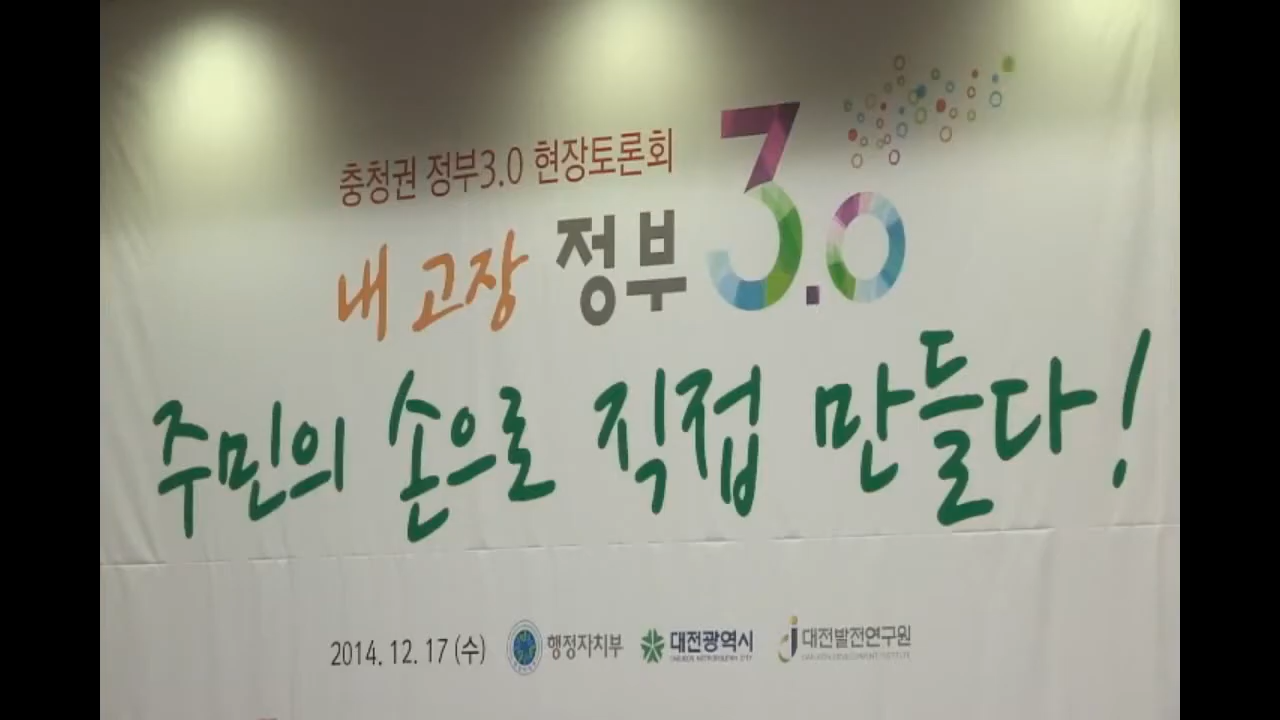 충청권 정부3.0 현장토론회
내 고장 정부 3.0
주민의 손으로 직접 만들다!
2014. 12. 17 (수) 행정자치부 대전광역시 대전발전연구원